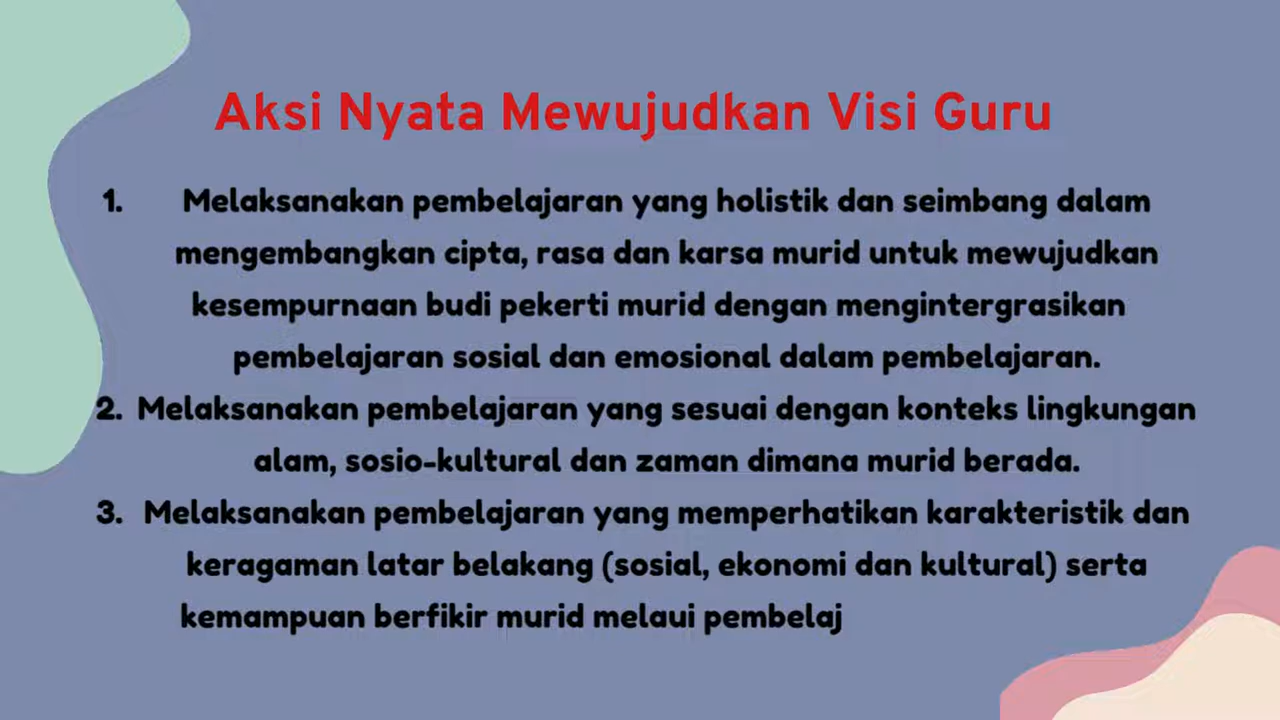 Aksi Nyata Mewujudkan Visi Guru
1. Melaksanakan pembelajaran yang holistik dan seimbang dalam
mengembangkan cipta, rasa dan karsa murid untuk mewujudkan
kesempurnaan budi pekerti murid dengan mengintergrasikan
pembelajaran sosial dan emosional dalam pembelajaran.
2. Melaksanakan pembelajaran yang sesuai dengan konteks lingkungan
alam, sosio-kultural dan zaman dimana murid berada.
3. Melaksanakan pembelajaran yang memperhatikan karakteristik dan
keragaman latar belakang (sosial, ekonomi dan kultural) serta
kemampuan berfikir murid melaui pembelaj